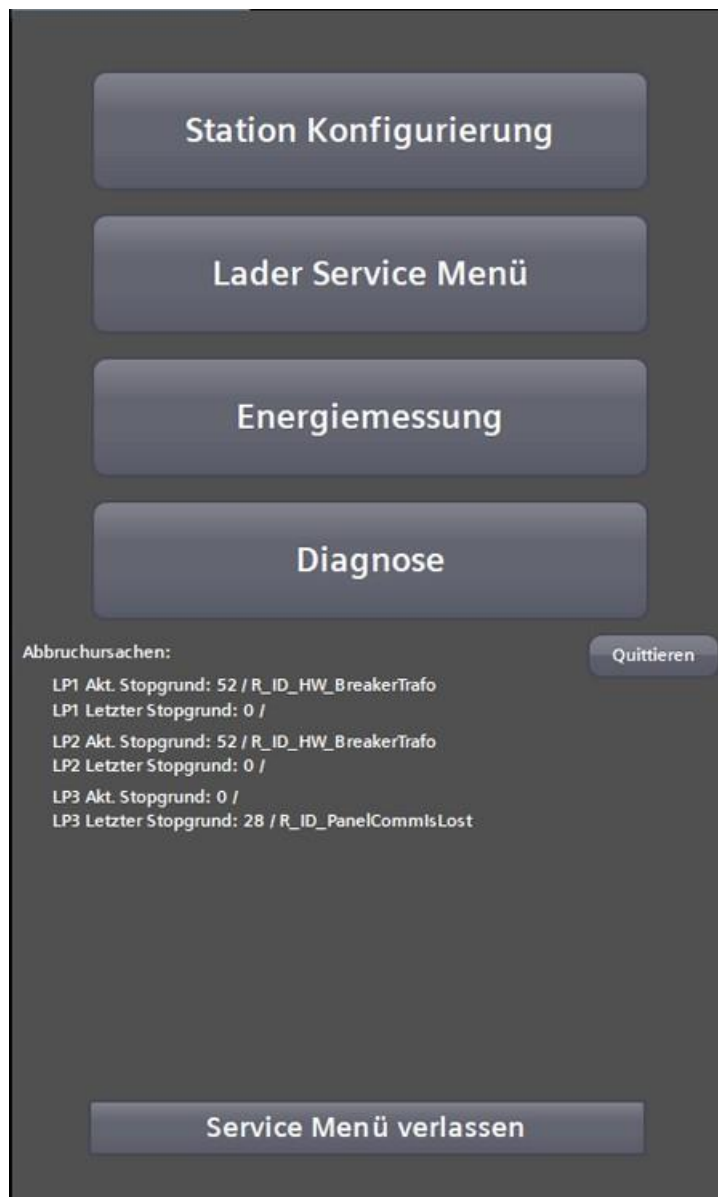 Station Konfigurierung
Lader Service Menü
Energiemessung
Diagnose
Abbruchursachen:
Quittieren
LP1 Akt. Stopgrund: 52 / R_ID_HW_BreakerTrafo
LP1 Letzter Stopgrund: 0 /
LP2 Akt. Stopgrund: 52 / R_ID_HW_BreakerTrafo
LP2 Letzter Stopgrund: 0 /
LP3 Akt. Stopgrund: 0 /
LP3 Letzter Stopgrund: 28 / R_ID_PanelCommIsLost
Service Menü verlassen